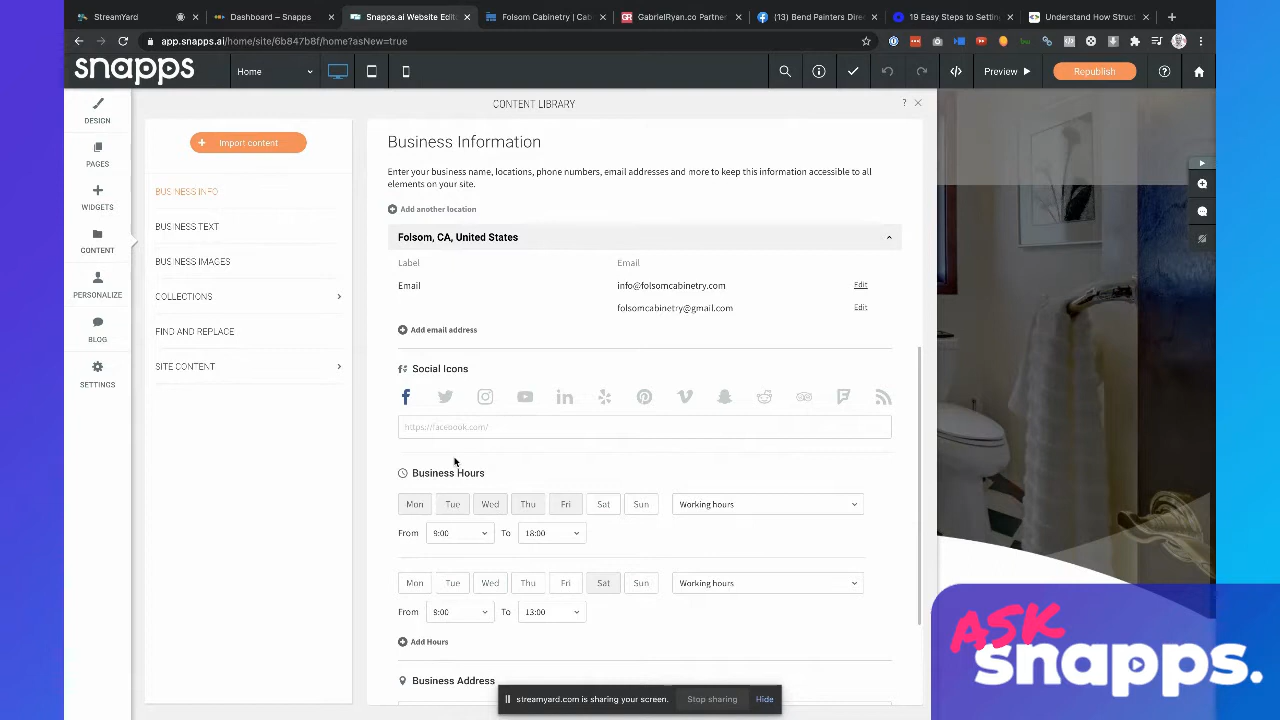 StreamYard
Dashboard – Snapps
Snapps.ai Website Edito
Folsom Cabinetry | Cab
GabrielRyan.co Partner
(13) Bend Painters Dire
19 Easy Steps to Setting
Understand How Struct
app.snapps.ai/home/site/6b847b8f/home?asNew=true
snapps
Home
Preview
Republish
DESIGN
PAGES
WIDGETS
CONTENT
PERSONALIZE
BLOG
SETTINGS
CONTENT LIBRARY
?
Import content
BUSINESS INFO
BUSINESS TEXT
BUSINESS IMAGES
COLLECTIONS
FIND AND REPLACE
SITE CONTENT
Business Information
Enter your business name, locations, phone numbers, email addresses and more to keep this information accessible to all
elements on your site.
Add another location
Folsom, CA, United States
Label Email
Email info@folsomcabinetry.com Edit
folsomcabinetry@gmail.com Edit
Add email address
Social Icons
https://facebook.com/
Business Hours
Mon Tue Wed Thu Fri Sat Sun Working hours
From 9:00 To 18:00
Mon Tue Wed Thu Fri Sat Sun Working hours
From 8:00 To 13:00
Add Hours
Business Address
streamyard.com is sharing your screen. Stop sharing Hide
ASK
snapps.